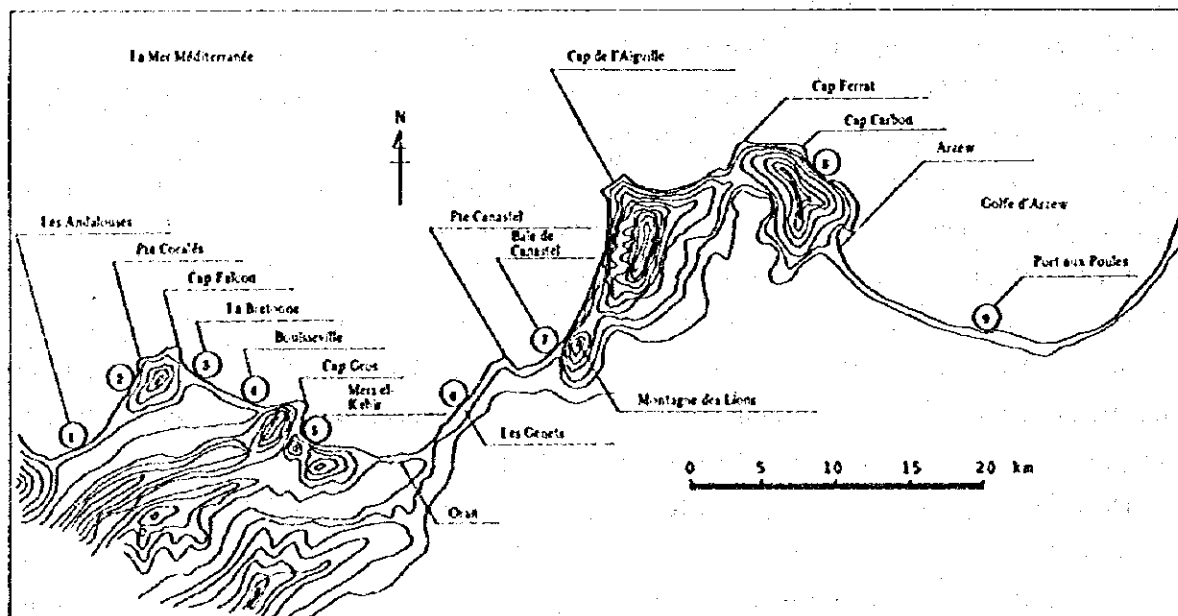 La Mer Méditerranée
Cap de l'Aiguille
Cap Ferrat
N
Cap Carbon
8
Arzew
Les Andalouses
Pte Canastel
Golfe d'Arzew
Pte Coralés
Baie de
Canastel
Cap Falcon
Port aux Poules
La Bretonne
9
Bouisseville
7
3
Cap Gros
2
4
Mers el-
Kebir
6
Montagne des Lions
1
5
Les Genets
0 5 10 15 20 km
Oran